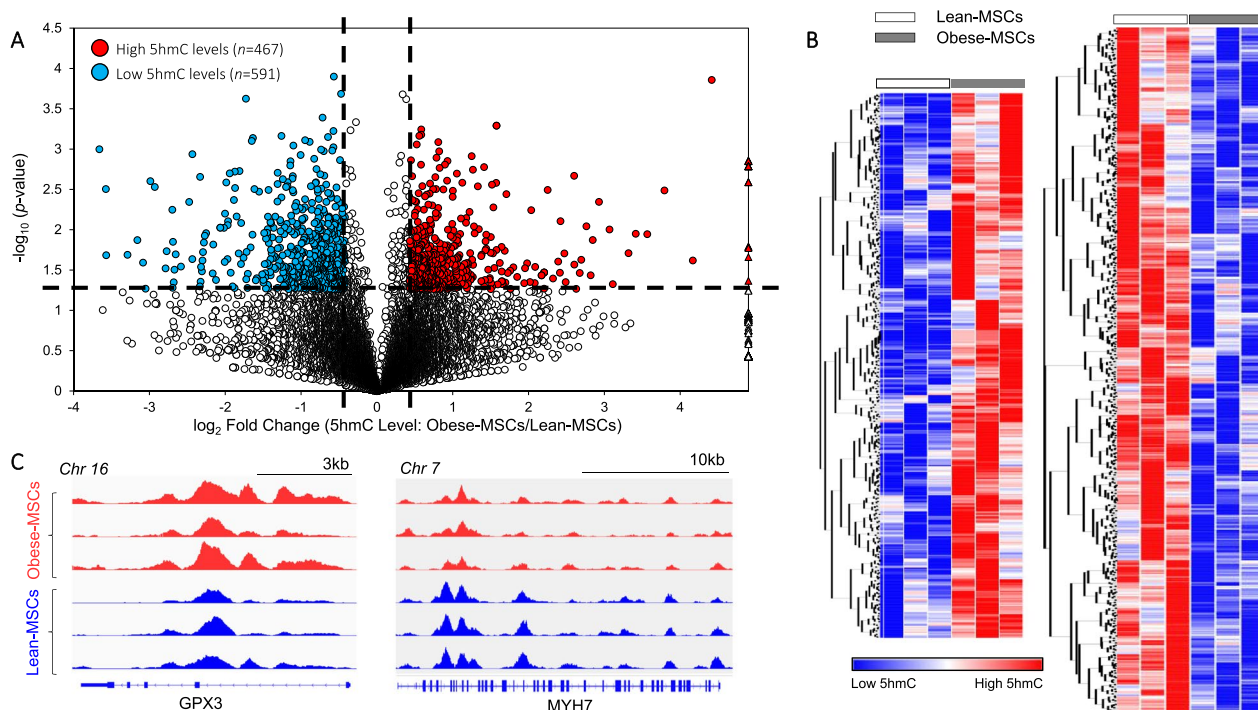 A
High 5hmC levels (n=467)
Low 5hmC levels (n=591)
4.5
4
3.5
3
2.5
2
1.5
1
0.5
0
-log10 (p-value)
-4
-3
-2
-1
0
1
2
3
4
log2 Fold Change (5hmC Level: Obese-MSCs/Lean-MSCs)
B
Lean-MSCs
Obese-MSCs
Low 5hmC
High 5hmC
C
Chr 16
3kb
Chr 7
10kb
Obese-MSCs
Lean-MSCs
GPX3
MYH7